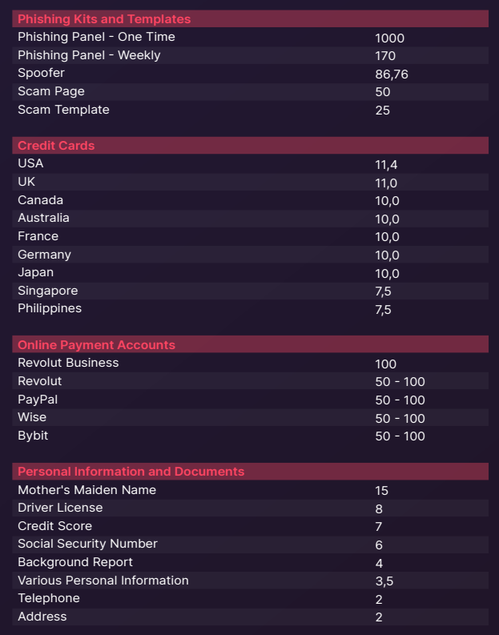 Phishing Kits and Templates
Phishing Panel - One Time 1000
Phishing Panel - Weekly 170
Spoofer 86,76
Scam Page 50
Scam Template 25
Credit Cards
USA 11,4
UK 11,0
Canada 10,0
Australia 10,0
France 10,0
Germany 10,0
Japan 10,0
Singapore 7,5
Philippines 7,5
Online Payment Accounts
Revolut Business 100
Revolut 50 - 100
PayPal 50 - 100
Wise 50 - 100
Bybit 50 - 100
Personal Information and Documents
Mother's Maiden Name 15
Driver License 8
Credit Score 7
Social Security Number 6
Background Report 4
Various Personal Information 3,5
Telephone 2
Address 2